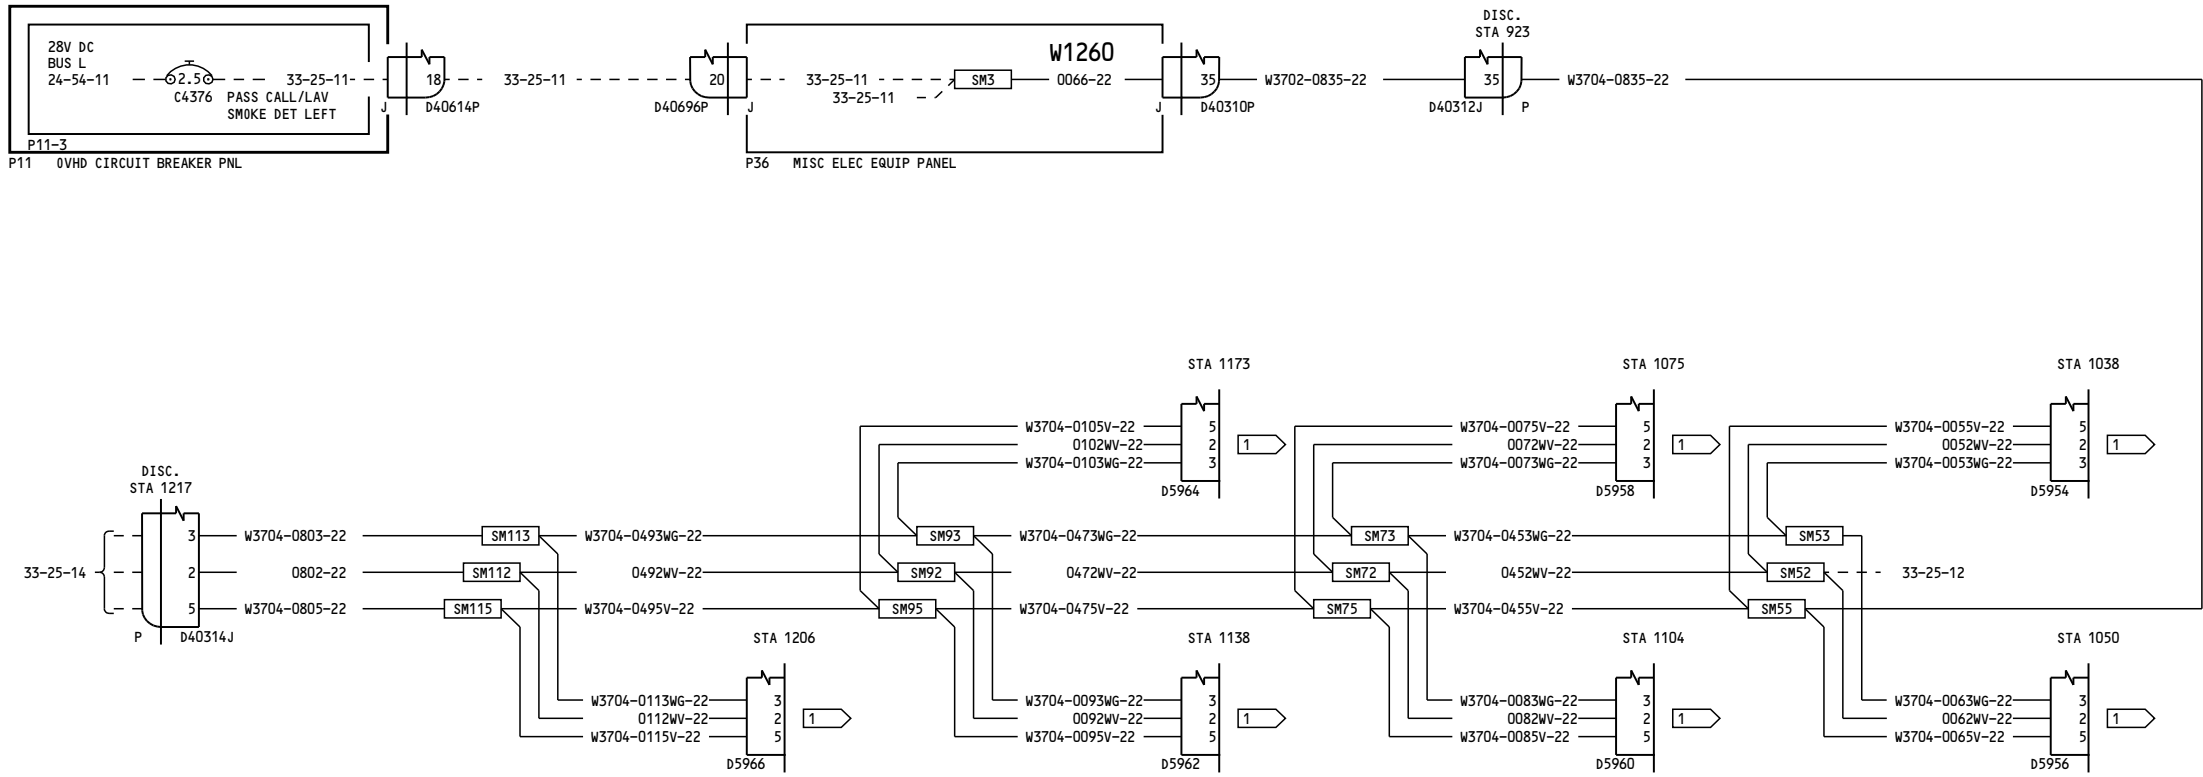 28V DC
BUS L
24-54-11
2.5
C4376
PASS CALL/LAV
SMOKE DET LEFT
33-25-11
P11-3
P11 0VHD CIRCUIT BREAKER PNL
J
18
D40614P
33-25-11
20
D40696P
J
33-25-11
33-25-11
SM3
W1260
0066-22
P36 MISC ELEC EQUIP PANEL
J
35
D40310P
W3702-0835-22
DISC.
STA 923
35
D40312J
P
W3704-0835-22
STA 1173
W3704-0105V-22 5
0102WV-22 2
W3704-0103WG-22 3
D5964
1
STA 1075
W3704-0075V-22 5
0072WV-22 2
W3704-0073WG-22 3
D5958
1
STA 1038
W3704-0055V-22 5
0052WV-22 2
W3704-0053WG-22 3
D5954
1
DISC.
STA 1217
33-25-14
3 W3704-0803-22 SM113 W3704-0493WG-22 SM93 W3704-0473WG-22 SM73 W3704-0453WG-22 SM53
2 0802-22 SM112 0492WV-22 SM92 0472WV-22 SM72 0452WV-22 SM52 33-25-12
5 W3704-0805-22 SM115 W3704-0495V-22 SM95 W3704-0475V-22 SM75 W3704-0455V-22 SM55
P
D40314J
STA 1206
W3704-0113WG-22 3
0112WV-22 2
W3704-0115V-22 5
D5966
1
STA 1138
W3704-0093WG-22 3
0092WV-22 2
W3704-0095V-22 5
D5962
1
STA 1104
W3704-0083WG-22 3
0082WV-22 2
W3704-0085V-22 5
D5960
1
STA 1050
W3704-0063WG-22 3
0062WV-22 2
W3704-0065V-22 5
D5956
1